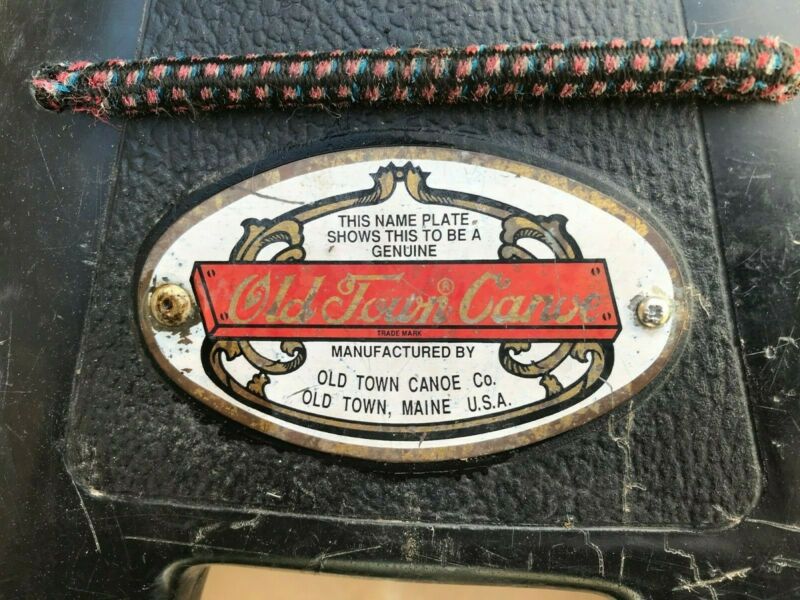 THIS NAME PLATE
SHOWS THIS TO BE A
GENUINE
Old Town® Canoe
TRADE MARK
MANUFACTURED BY
OLD TOWN CANOE Co.
OLD TOWN, MAINE U.S.A.